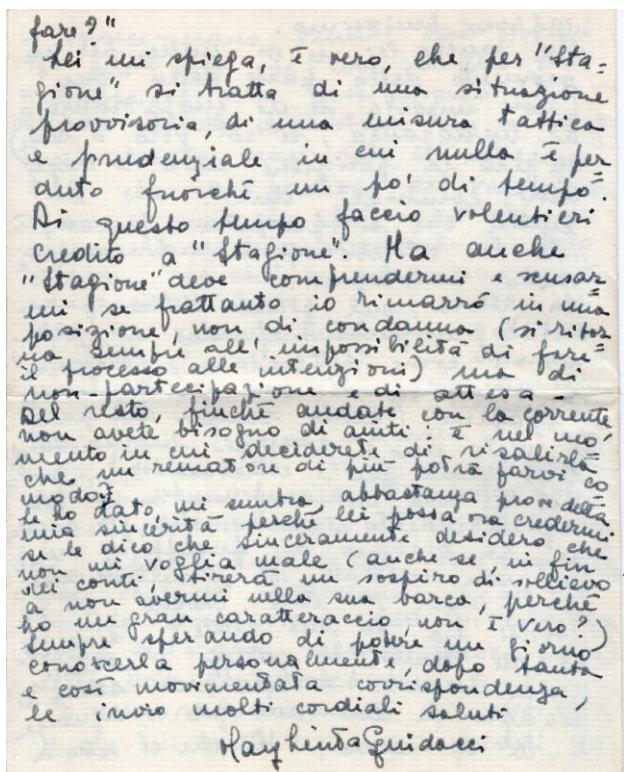 fare?"
Lei mi spiega, è vero, che per "Sta=
gione" si tratta di una situazione
provvisoria, di una misura tattica
e prudenziale in cui nulla è per=
duto fuorché un po' di tempo.
Di questo tempo faccio volentieri
credito a "Stagione". Ma anche
"Stagione" deve comprendermi e scusar=
mi se frattanto io rimarrò in una
posizione, non di condanna (si ritor=
na sempre all'impossibilità di fare
il processo alle intenzioni) ma di
non-partecipazione e di attesa -
Del resto, finché andate con la corrente
non avete bisogno di aiuti: è nel mo=
mento in cui deciderete di risalirla
che un rematore di più potrà farvi co=
modo!
Le ho dato, mi sembra abbastanza prove della
mia sincerità perché lei possa ora credermi
se le dico che sinceramente desidero che
non mi voglia male (anche se, in fin
dei conti, tirerà un sospiro di sollievo
a non avermi nella sua barca, perché
ho un gran caratteraccio, non è vero?)
Sempre sperando di potere un giorno
conoscerla personalmente, dopo tanta
e così movimentata corrispondenza,
le invio molti cordiali saluti
Margherita Guidacci